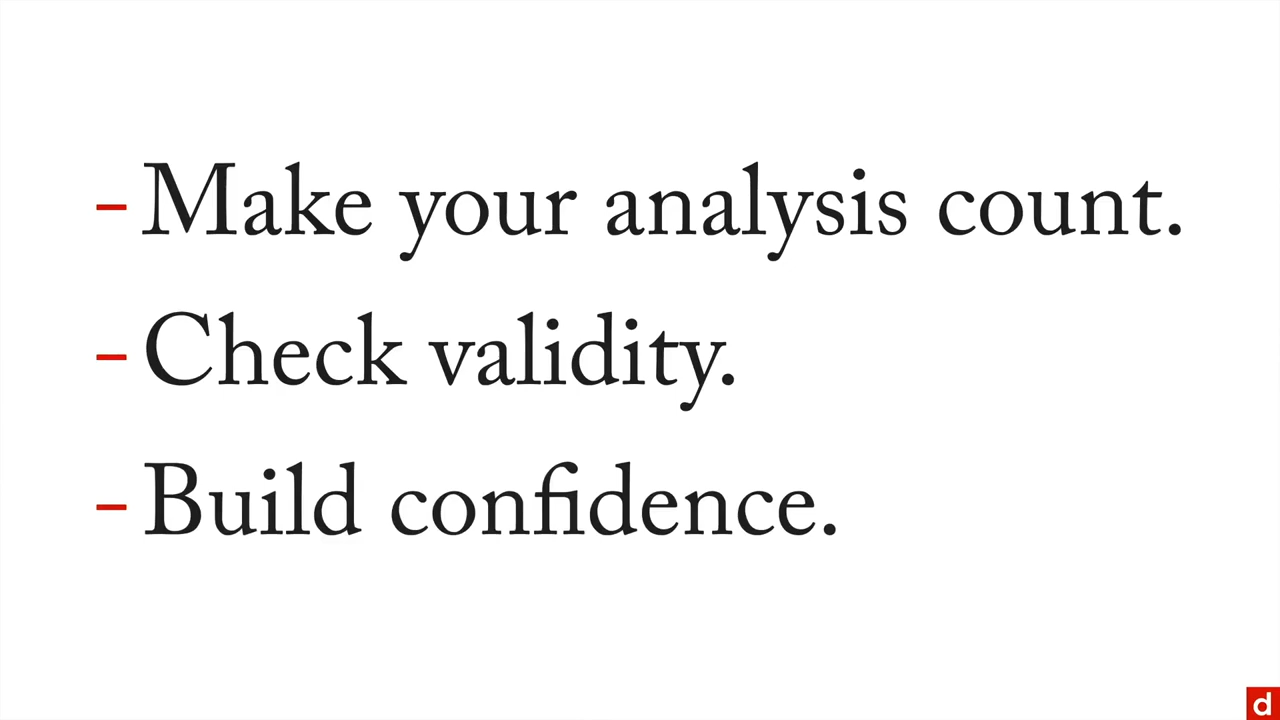 - Make your analysis count.
- Check validity.
- Build confidence.
d